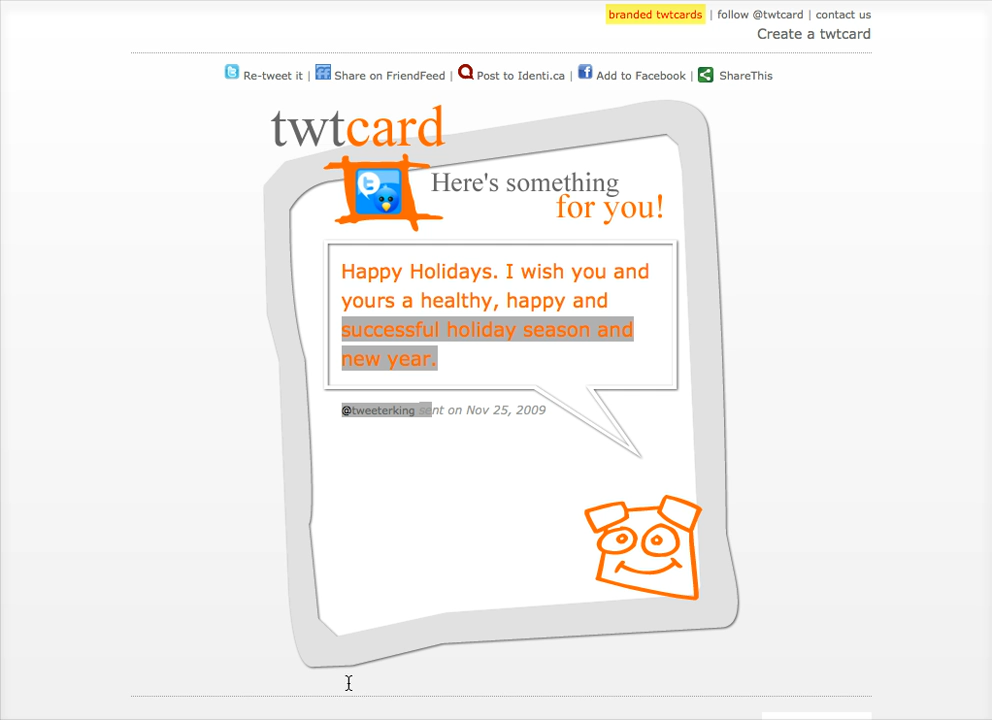 branded twtcards | follow @twtcard | contact us
Create a twtcard
Re-tweet it | Share on FriendFeed | Post to Identi.ca | Add to Facebook | ShareThis
twtcard
Here's something
for you!
Happy Holidays. I wish you and
yours a healthy, happy and
successful holiday season and
new year.
@tweeterking sent on Nov 25, 2009